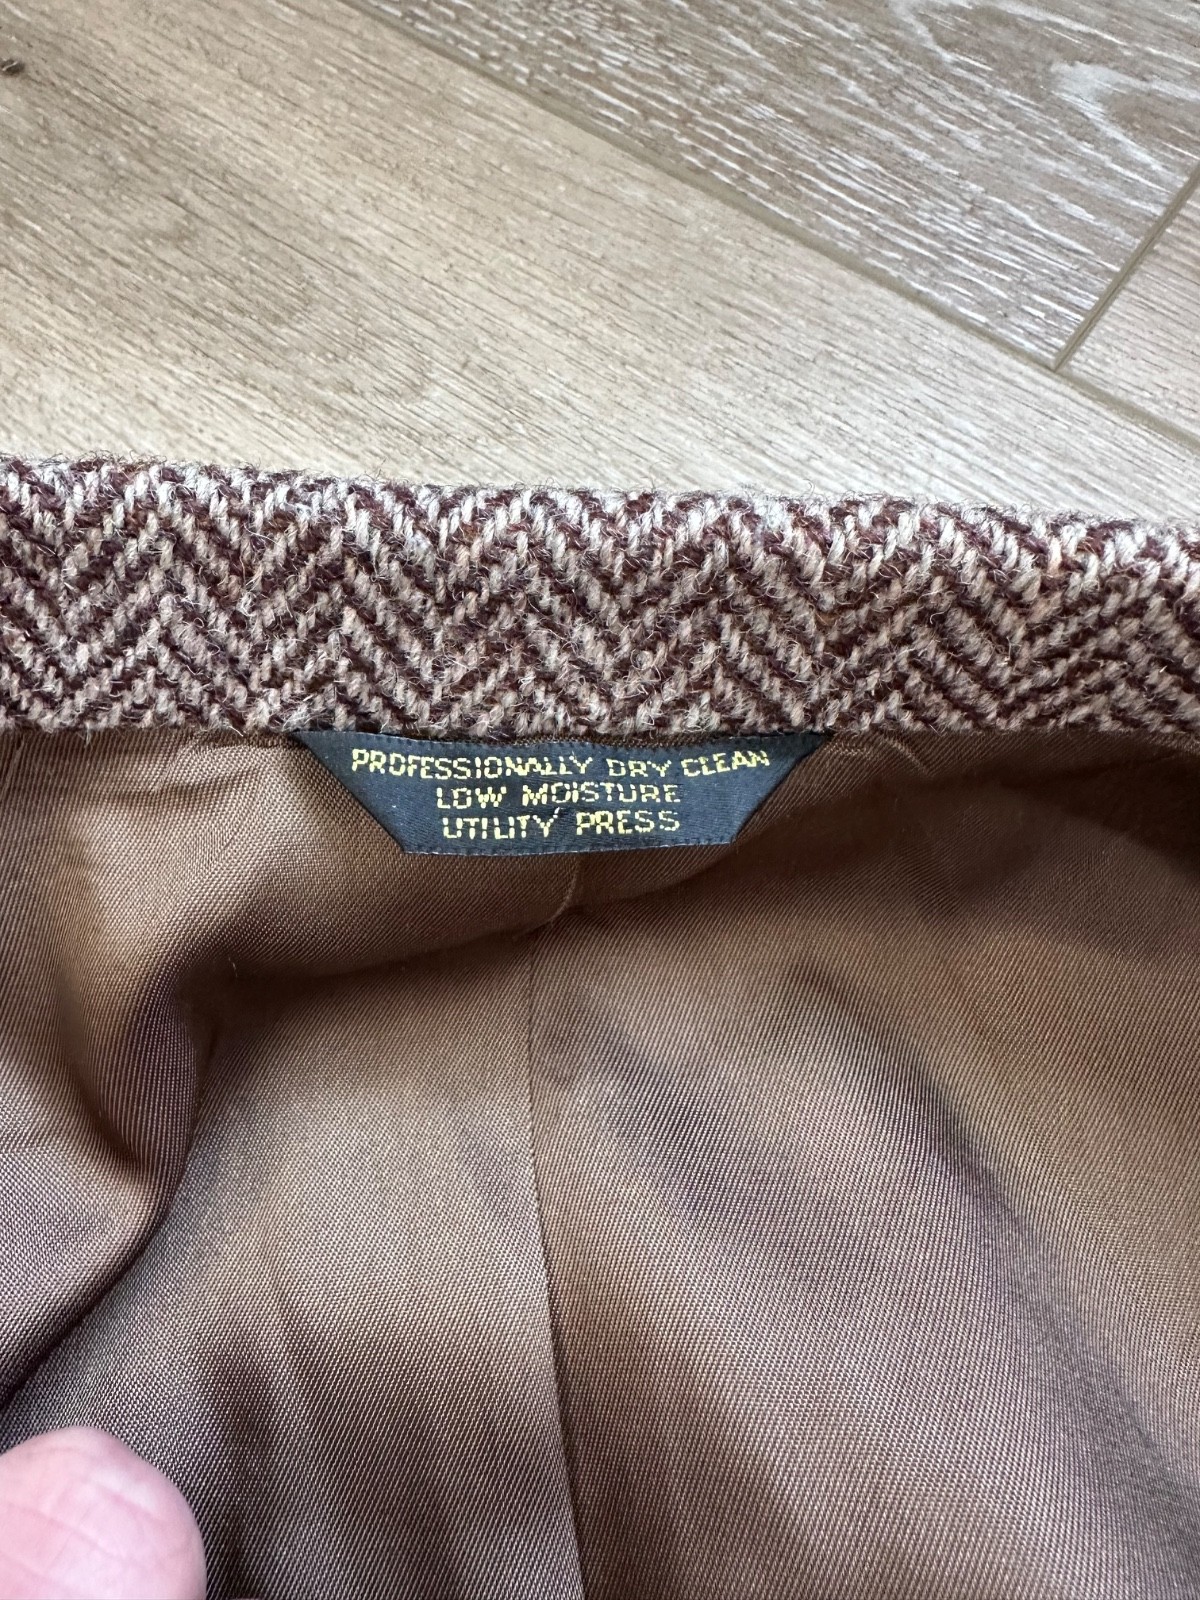 PROFESSIONALLY DRY CLEAN
LOW MOISTURE
UTILITY PRESS